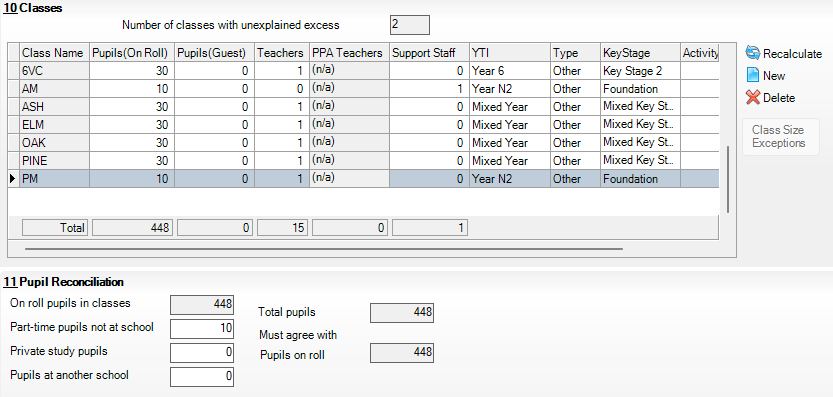 10 Classes
Number of classes with unexplained excess 2
Class Name Pupils(On Roll) Pupils(Guest) Teachers PPA Teachers Support Staff YTI Type KeyStage Activity
6VC 30 0 1 (n/a) 0 Year 6 Other Key Stage 2
AM 10 0 0 (n/a) 1 Year N2 Other Foundation
ASH 30 0 1 (n/a) 0 Mixed Year Other Mixed Key St...
ELM 30 0 1 (n/a) 0 Mixed Year Other Mixed Key St...
OAK 30 0 1 (n/a) 0 Mixed Year Other Mixed Key St...
PINE 30 0 1 (n/a) 0 Mixed Year Other Mixed Key St...
PM 10 0 1 (n/a) 0 Year N2 Other Foundation
Total 448 0 15 0 1
Recalculate
New
Delete
Class Size
Exceptions
11 Pupil Reconciliation
On roll pupils in classes 448
Part-time pupils not at school 10
Private study pupils 0
Pupils at another school 0
Total pupils 448
Must agree with
Pupils on roll 448